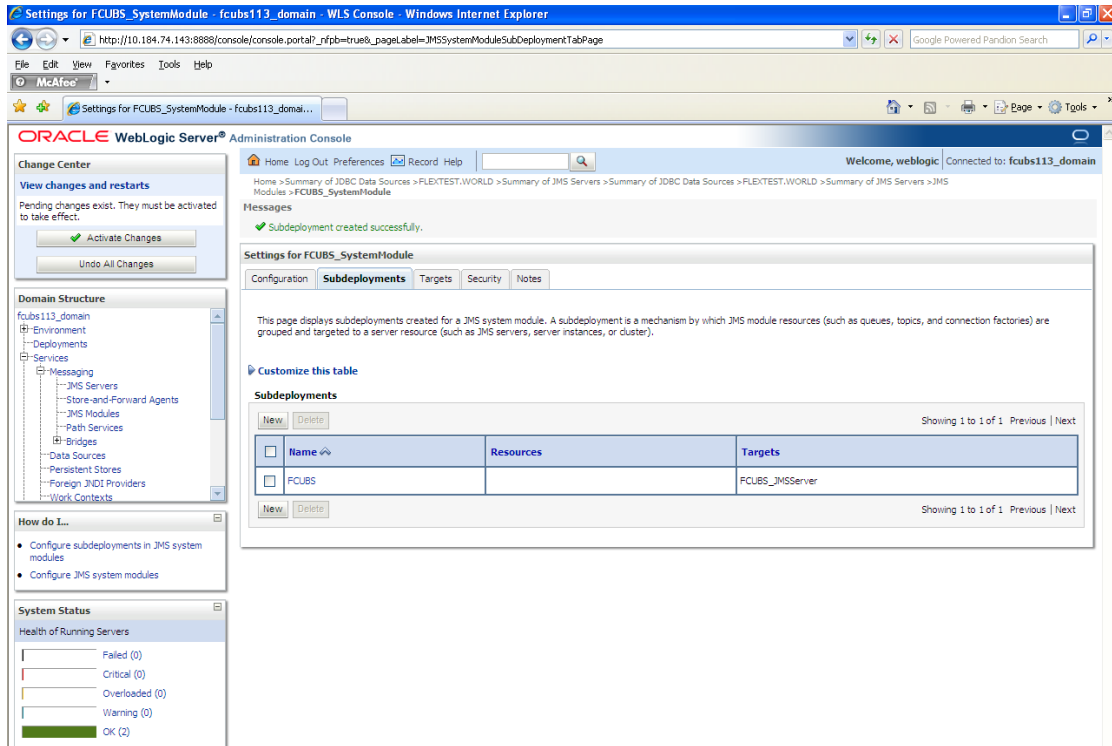 Settings for FCUBS_SystemModule - fcubs113_domain - WLS Console - Windows Internet Explorer
http://10.184.74.143:8888/console/console.portal?_nfpb=true&_pageLabel=JMSSystemModuleSubDeploymentTabPage
Google Powered Pandion Search
File Edit View Favorites Tools Help
McAfee
Settings for FCUBS_SystemModule - fcubs113_domai...
Page Tools
ORACLE WebLogic Server® Administration Console
Change Center
View changes and restarts
Pending changes exist. They must be activated
to take effect.
Activate Changes
Undo All Changes
Domain Structure
fcubs113_domain
Environment
Deployments
Services
Messaging
JMS Servers
Store-and-Forward Agents
JMS Modules
Path Services
Bridges
Data Sources
Persistent Stores
Foreign JNDI Providers
Work Contexts
How do I...
Configure subdeployments in JMS system
modules
Configure JMS system modules
System Status
Health of Running Servers
Failed (0)
Critical (0)
Overloaded (0)
Warning (0)
OK (2)
Home Log Out Preferences Record Help
Welcome, weblogic Connected to: fcubs113_domain
Home >Summary of JDBC Data Sources >FLEXTEST.WORLD >Summary of JMS Servers >Summary of JDBC Data Sources >FLEXTEST.WORLD >Summary of JMS Servers >JMS
Modules >FCUBS_SystemModule
Messages
Subdeployment created successfully.
Settings for FCUBS_SystemModule
Configuration Subdeployments Targets Security Notes
This page displays subdeployments created for a JMS system module. A subdeployment is a mechanism by which JMS module resources (such as queues, topics, and connection factories) are
grouped and targeted to a server resource (such as JMS servers, server instances, or cluster).
Customize this table
Subdeployments
New Delete Showing 1 to 1 of 1 Previous | Next
Name Resources Targets
FCUBS FCUBS_JMSServer
New Delete Showing 1 to 1 of 1 Previous | Next